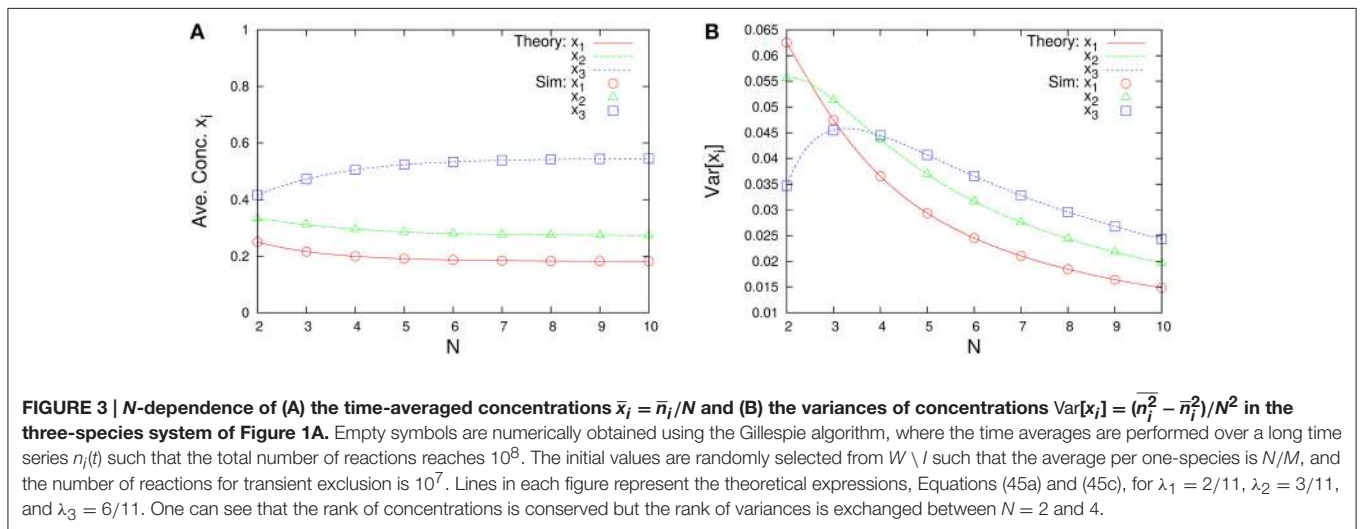 A
Ave. Conc. xᵢ
1
0.8
0.6
0.4
0.2
0
Theory: x₁
x₂
x₃
Sim: x₁
x₂
x₃
2 3 4 5 6 7 8 9 10
N
B
Var[xᵢ]
0.065
0.06
0.055
0.05
0.045
0.04
0.035
0.03
0.025
0.02
0.015
0.01
Theory: x₁
x₂
x₃
Sim: x₁
x₂
x₃
2 3 4 5 6 7 8 9 10
N
FIGURE 3 | N-dependence of (A) the time-averaged concentrations x̄ᵢ = n̄ᵢ/N and (B) the variances of concentrations Var[xᵢ] = (n̅ᵢ̅²̅ − n̄ᵢ²)/N² in the
three-species system of Figure 1A. Empty symbols are numerically obtained using the Gillespie algorithm, where the time averages are performed over a long time
series nᵢ(t) such that the total number of reactions reaches 10⁸. The initial values are randomly selected from W \ I such that the average per one-species is N/M, and
the number of reactions for transient exclusion is 10⁷. Lines in each figure represent the theoretical expressions, Equations (45a) and (45c), for λ₁ = 2/11, λ₂ = 3/11,
and λ₃ = 6/11. One can see that the rank of concentrations is conserved but the rank of variances is exchanged between N = 2 and 4.